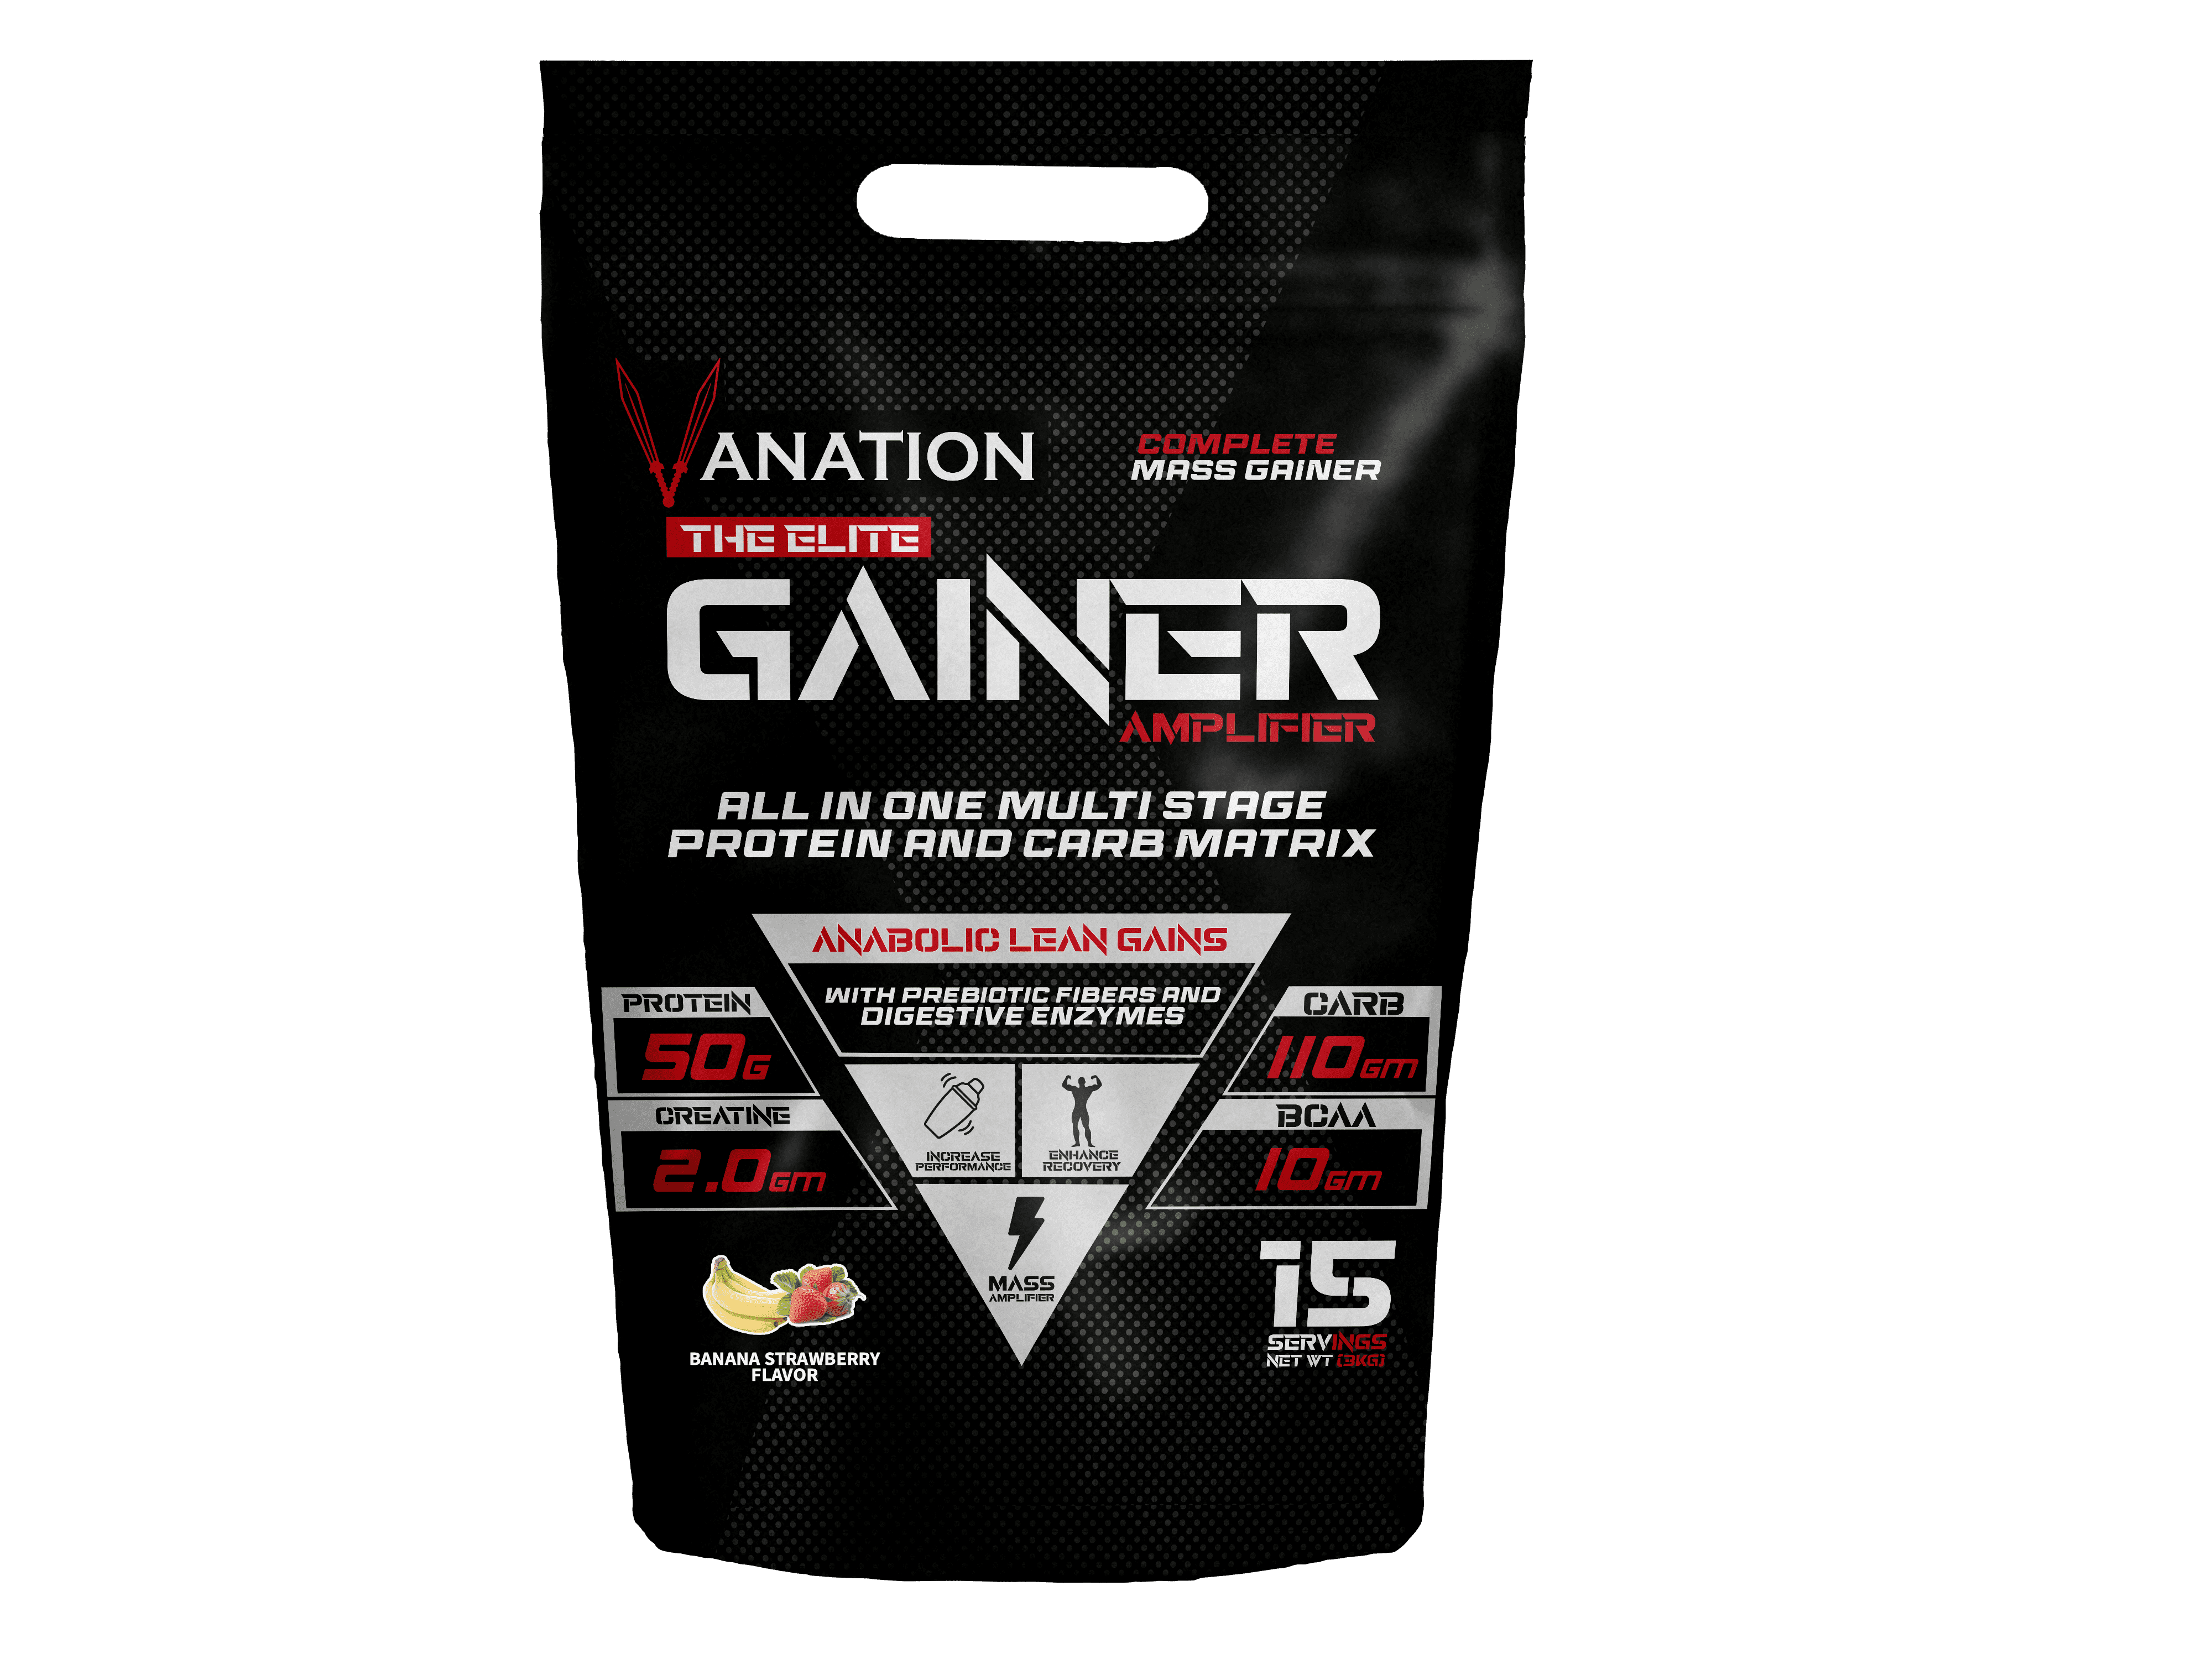 VANATION
COMPLETE
MASS GAINER
THE ELITE
GAINER
AMPLIFIER
ALL IN ONE MULTI STAGE
PROTEIN AND CARB MATRIX
ANABOLIC LEAN GAINS
WITH PREBIOTIC FIBERS AND
DIGESTIVE ENZYMES
PROTEIN
50G
CREATINE
2.0GM
CARB
110GM
BCAA
10GM
INCREASE
PERFORMANCE
ENHANCE
RECOVERY
MASS
AMPLIFIER
BANANA STRAWBERRY
FLAVOR
15
SERVINGS
NET WT (3KG)